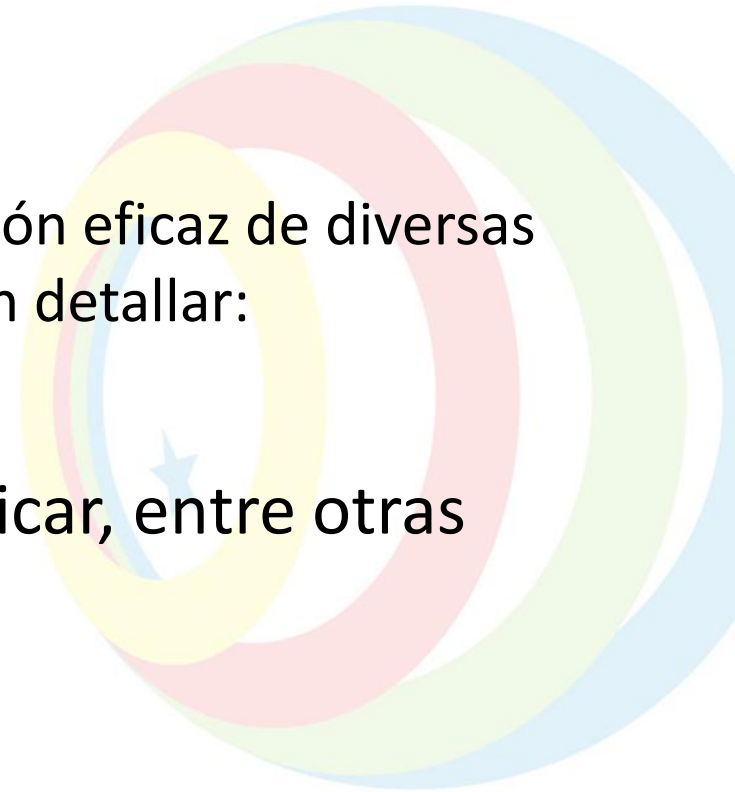 ón eficaz de diversas
n detallar:
icar, entre otras